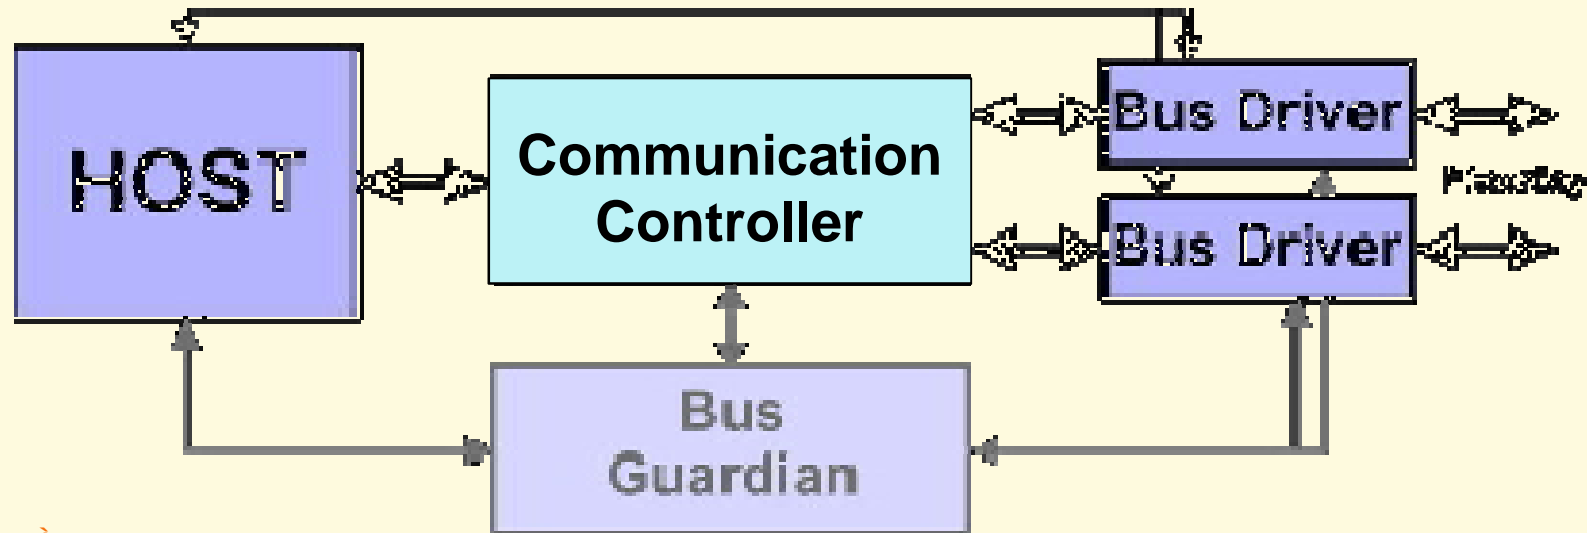 HOST
Communication
Controller
Bus Driver
Bus Driver
Bus
Guardian